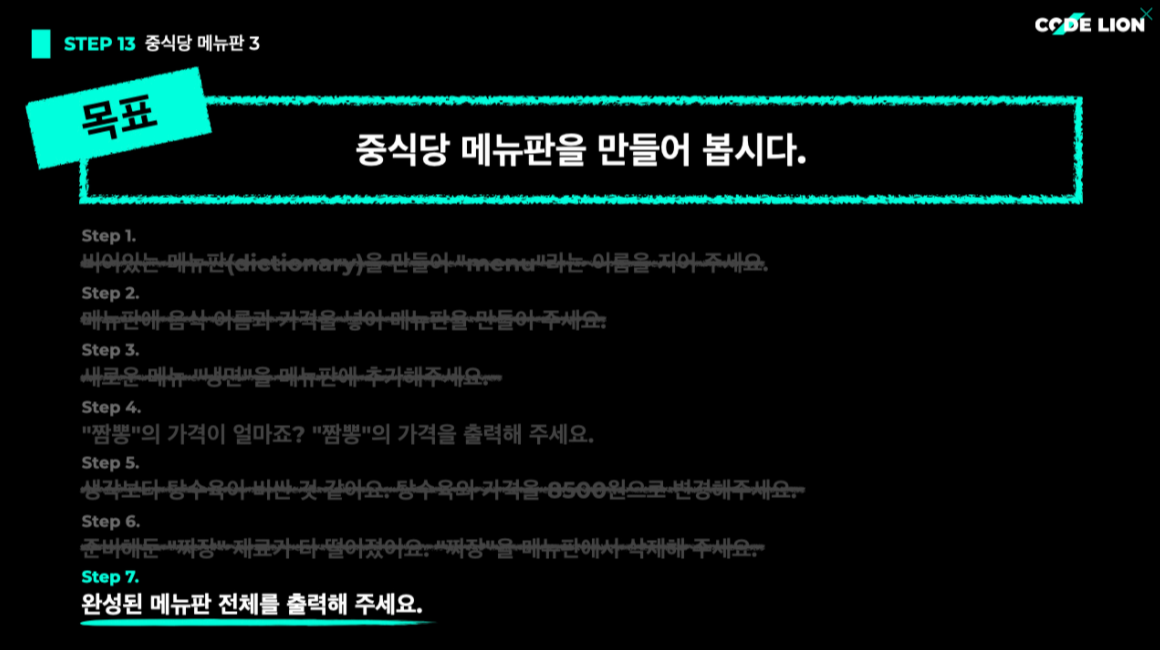 STEP 13 중식당 메뉴판 3
CODE LION
목표
중식당 메뉴판을 만들어 봅시다.
Step 1.
비어있는 메뉴판(dictionary)을 만들어 "menu"라는 이름을 지어 주세요.
Step 2.
메뉴판에 음식 이름과 가격을 넣어 메뉴판을 만들어 주세요.
Step 3.
새로운 메뉴 "냉면"을 메뉴판에 추가해주세요.
Step 4.
"짬뽕"의 가격이 얼마죠? "짬뽕"의 가격을 출력해 주세요.
Step 5.
생각보다 탕수육이 비싼 것 같아요. 탕수육의 가격을 8500원으로 변경해주세요.
Step 6.
준비해둔 "짜장" 재료가 다 떨어졌어요. "짜장"을 메뉴판에서 삭제해 주세요.
Step 7.
완성된 메뉴판 전체를 출력해 주세요.